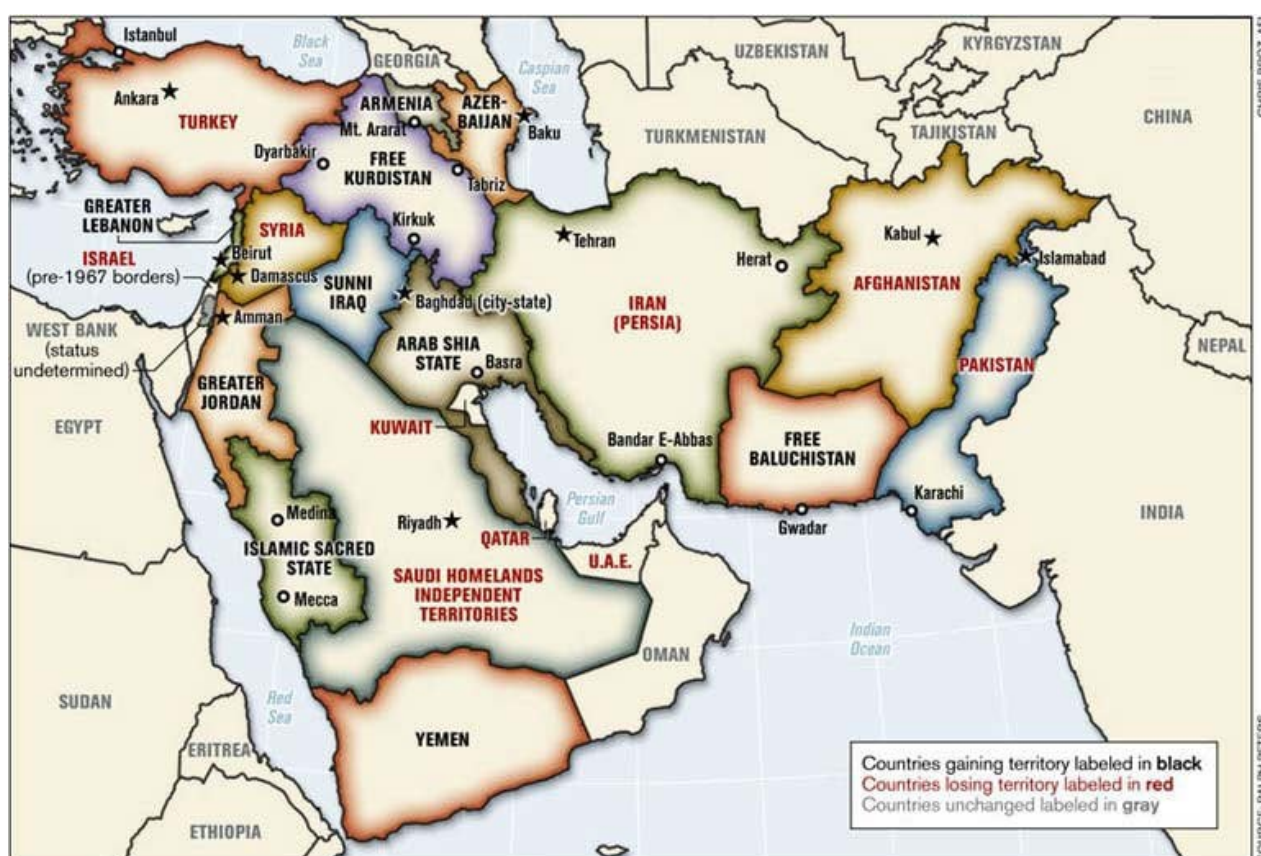 Istanbul
Black
Sea
GEORGIA
Caspian
Sea
UZBEKISTAN
KYRGYZSTAN
Ankara
TURKEY
ARMENIA
AZER-
BAIJAN
Mt. Ararat
Baku
TURKMENISTAN
TAJIKISTAN
CHINA
Dyarbakir
FREE
KURDISTAN
Tabriz
GREATER
LEBANON
SYRIA
Kirkuk
Tehran
Herat
Kabul
Islamabad
ISRAEL
(pre-1967 borders)
Beirut
Damascus
SUNNI
IRAQ
Baghdad (city-state)
IRAN
(PERSIA)
AFGHANISTAN
WEST BANK
(status
undetermined)
Amman
ARAB SHIA
STATE
Basra
PAKISTAN
NEPAL
GREATER
JORDAN
EGYPT
KUWAIT
Bandar E-Abbas
FREE
BALUCHISTAN
Karachi
Gwadar
INDIA
Medina
Riyadh
Persian
Gulf
QATAR
U.A.E.
ISLAMIC SACRED
STATE
Mecca
SAUDI HOMELANDS
INDEPENDENT
TERRITORIES
OMAN
Indian
Ocean
SUDAN
Red
Sea
YEMEN
ERITREA
ETHIOPIA
Countries gaining territory labeled in black
Countries losing territory labeled in red
Countries unchanged labeled in gray